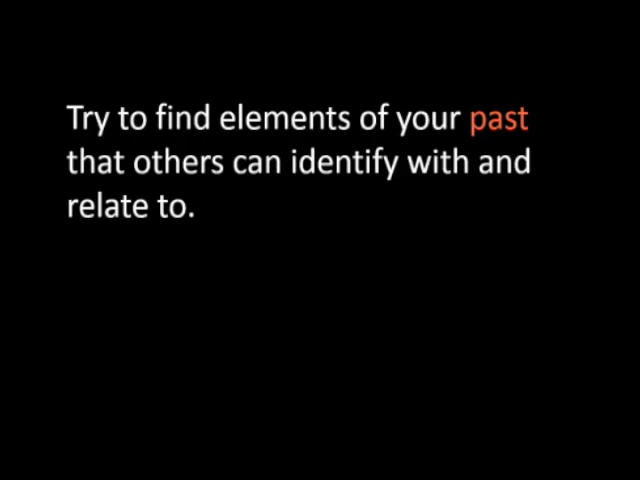 Try to find elements of your past
that others can identify with and
relate to.